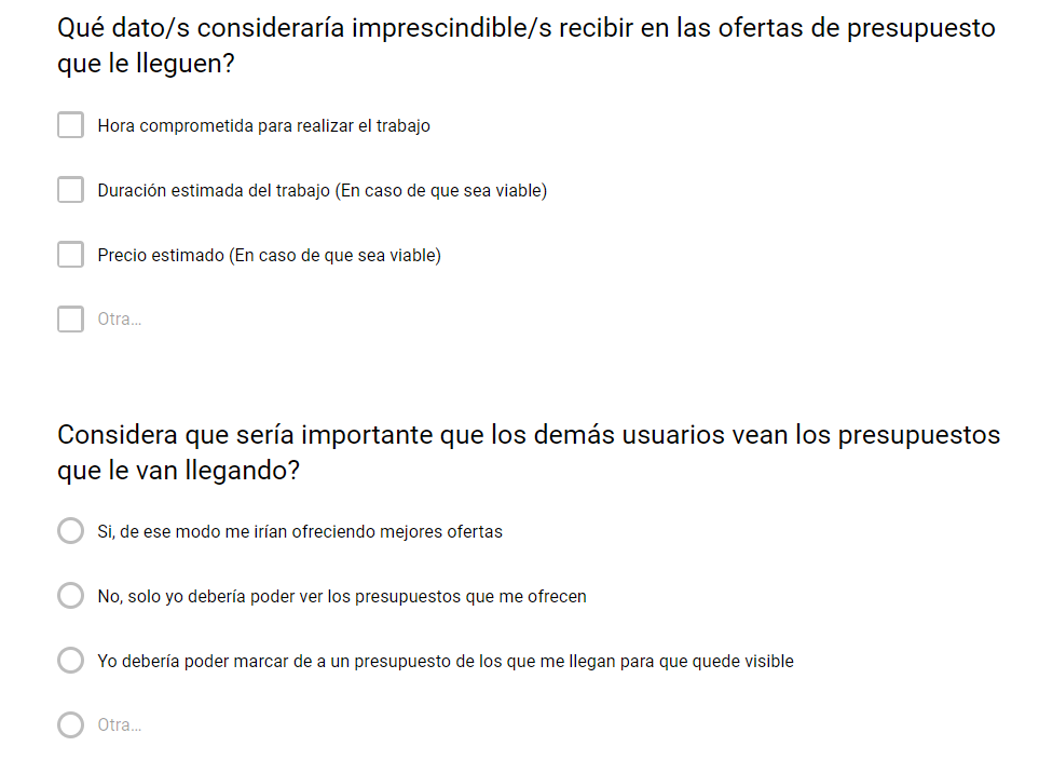 Qué dato/s consideraría imprescindible/s recibir en las ofertas de presupuesto
que le lleguen?
Hora comprometida para realizar el trabajo
Duración estimada del trabajo (En caso de que sea viable)
Precio estimado (En caso de que sea viable)
Otra...
Considera que sería importante que los demás usuarios vean los presupuestos
que le van llegando?
Si, de ese modo me irían ofreciendo mejores ofertas
No, solo yo debería poder ver los presupuestos que me ofrecen
Yo debería poder marcar de a un presupuesto de los que me llegan para que quede visible
Otra...